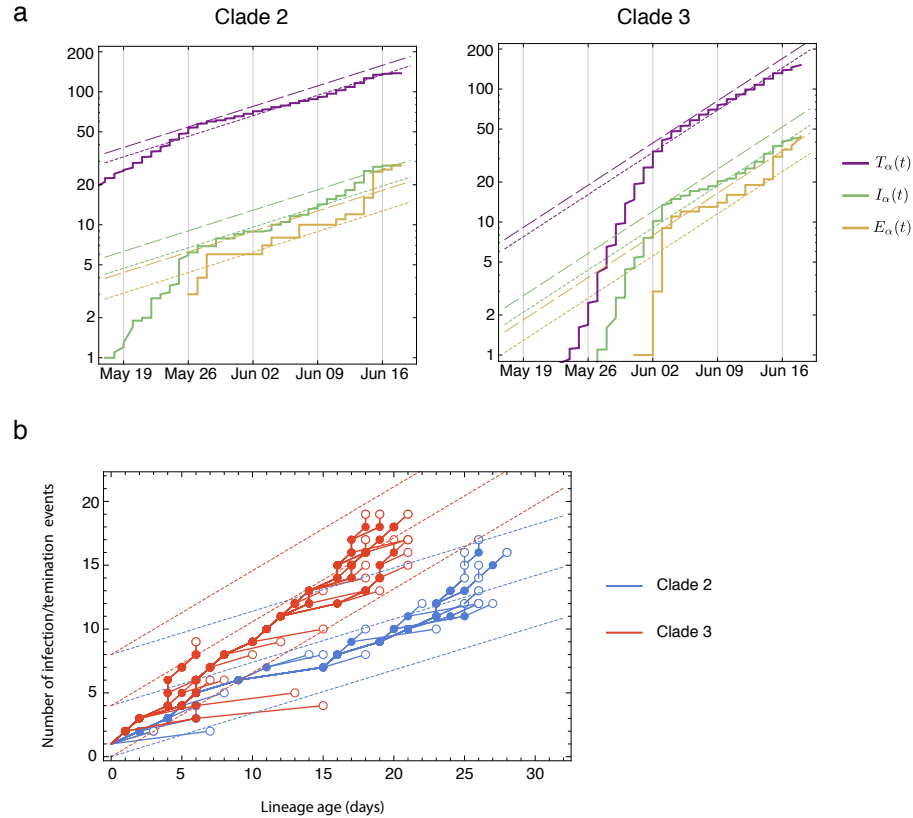 a
Clade 2
Clade 3
200
100
50
20
10
5
2
1
May 19
May 26
Jun 02
Jun 09
Jun 16
200
100
50
20
10
5
2
1
May 19
May 26
Jun 02
Jun 09
Jun 16
Tα(t)
Iα(t)
Eα(t)
b
Number of infection/temination events
20
15
10
5
0
0
5
10
15
20
25
30
Lineage age (days)
Clade 2
Clade 3